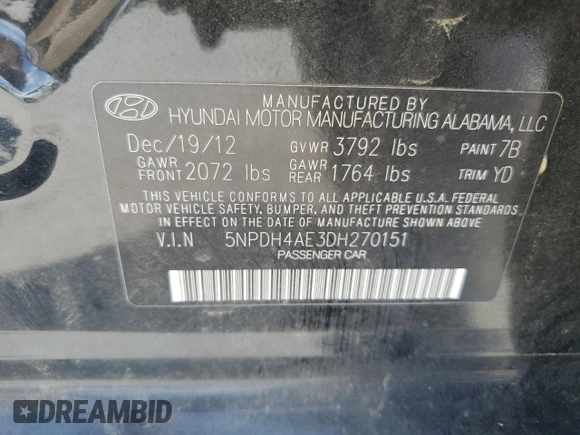 MANUFACTURED BY
HYUNDAI MOTOR MANUFACTURING ALABAMA, LLC
Dec/19/12 GVWR 3792 lbs PAINT 7B
GAWR FRONT 2072 lbs GAWR REAR 1764 lbs TRIM YD
THIS VEHICLE CONFORMS TO ALL APPLICABLE U.S.A. FEDERAL
MOTOR VEHICLE SAFETY, BUMPER, AND THEFT PREVENTION STANDARDS
IN EFFECT ON THE DATE OF MANUFACTURE SHOWN ABOVE
V.I.N 5NPDH4AE3DH270151
PASSENGER CAR
DREAMBID